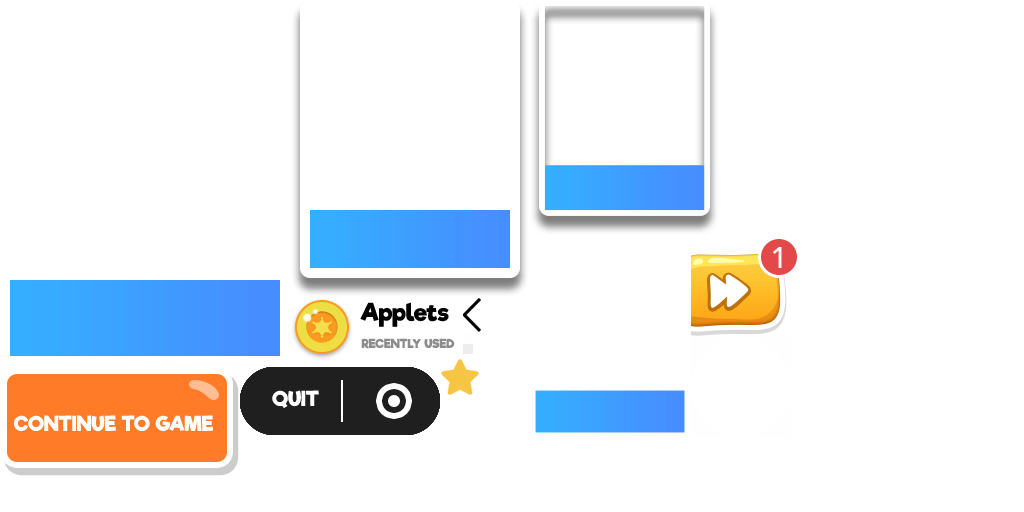 1
Applets
RECENTLY USED
QUIT
CONTINUE TO GAME